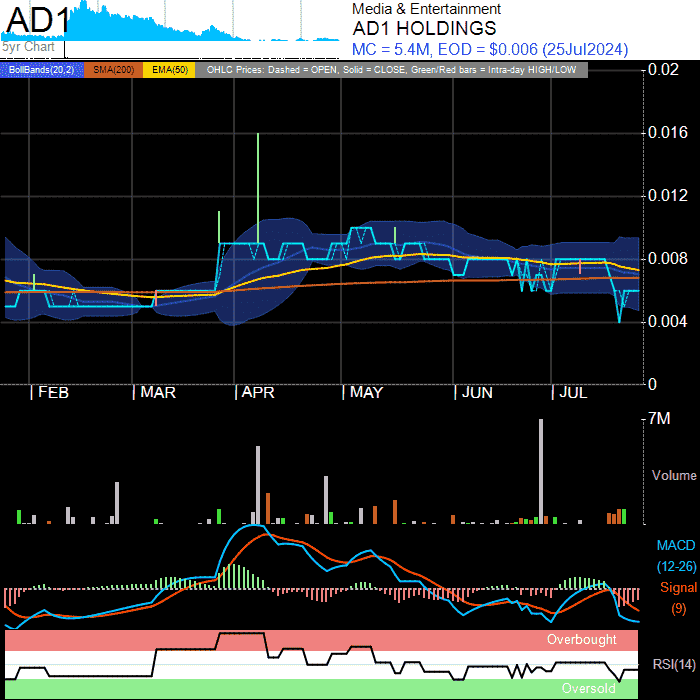 AD1
5yr Chart
Media & Entertainment
AD1 HOLDINGS
MC = 5.4M, EOD = $0.006 (25Jul2024)
BollBands(20,2) SMA(200) EMA(50) OHLC Prices: Dashed = OPEN, Solid = CLOSE, Green/Red bars = Intra-day HIGH/LOW
0.02
0.016
0.012
0.008
0.004
0
| FEB | MAR | APR | MAY | JUN | JUL
7M
Volume
MACD
(12-26)
Signal
(9)
Overbought
RSI(14)
Oversold